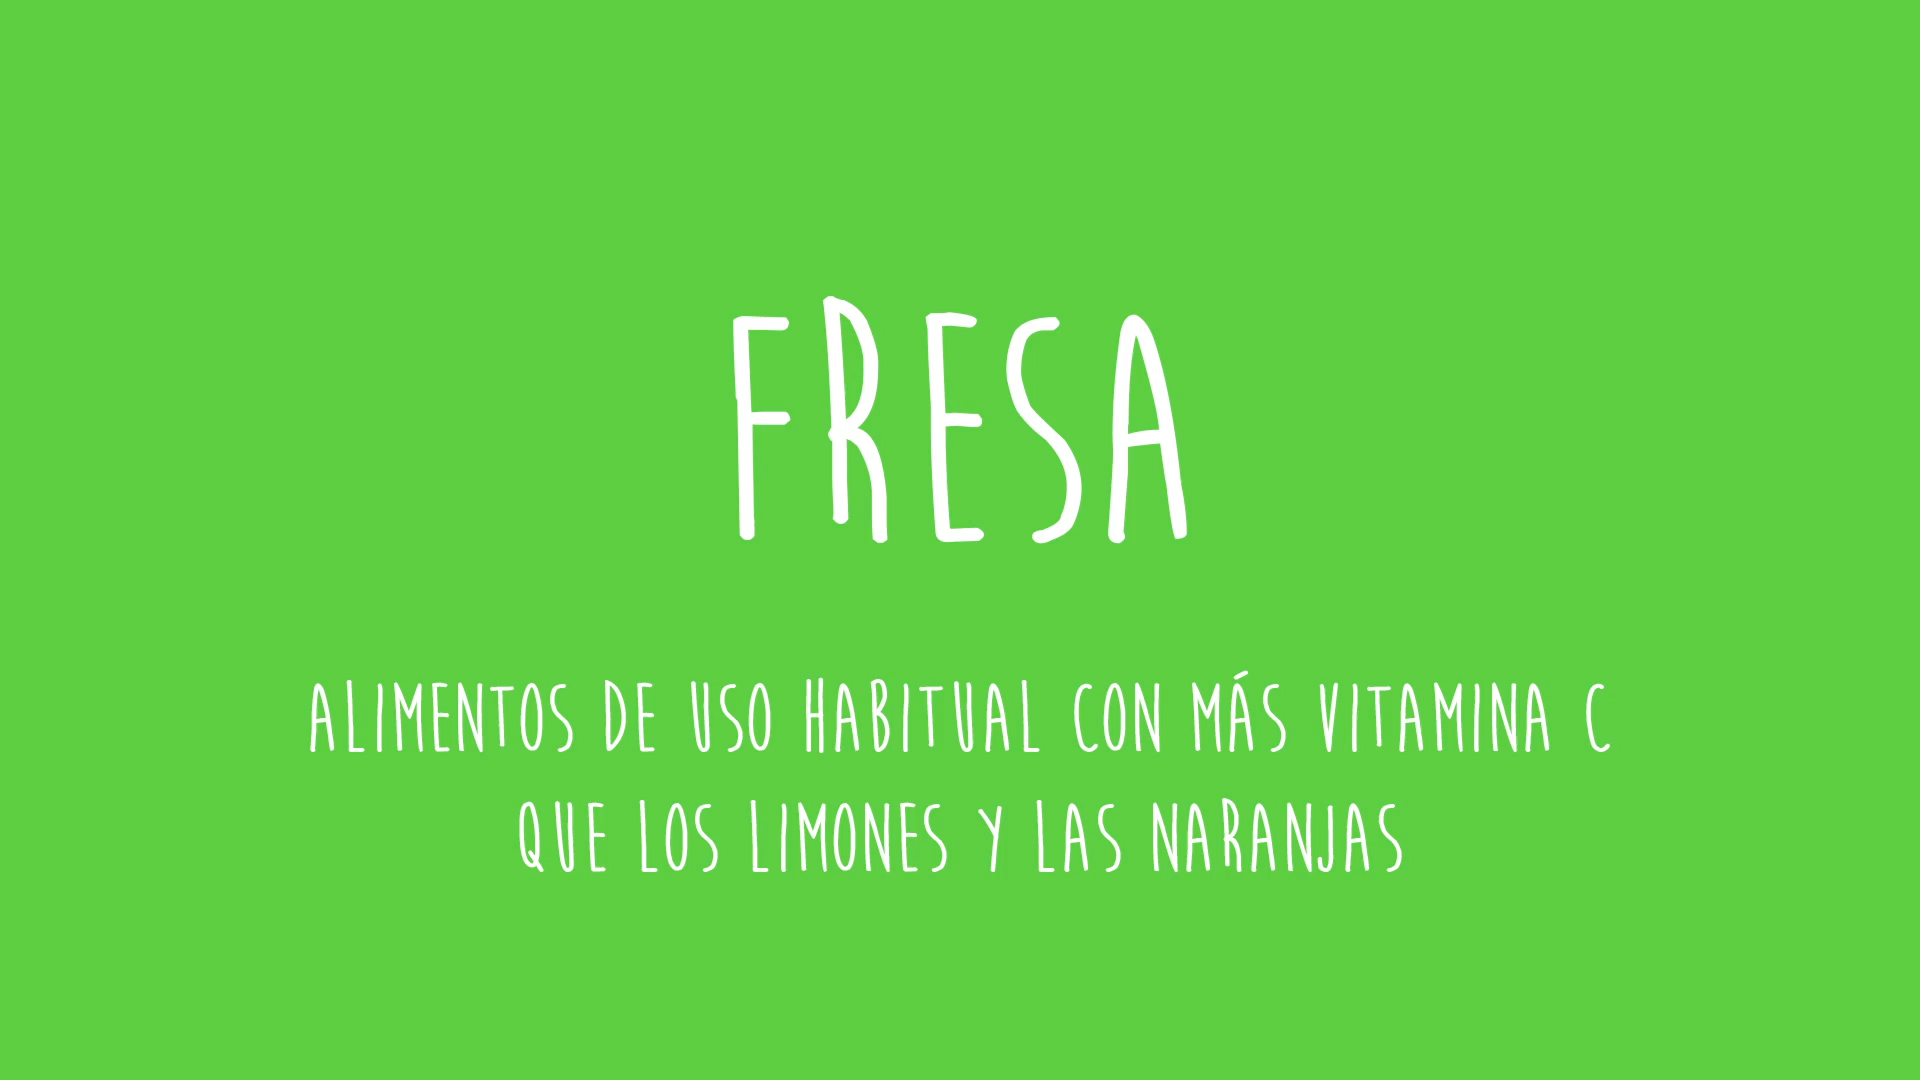 FRESA
ALIMENTOS DE USO HABITUAL CON MÁS VITAMINA C
QUE LOS LIMONES Y LAS NARANJAS